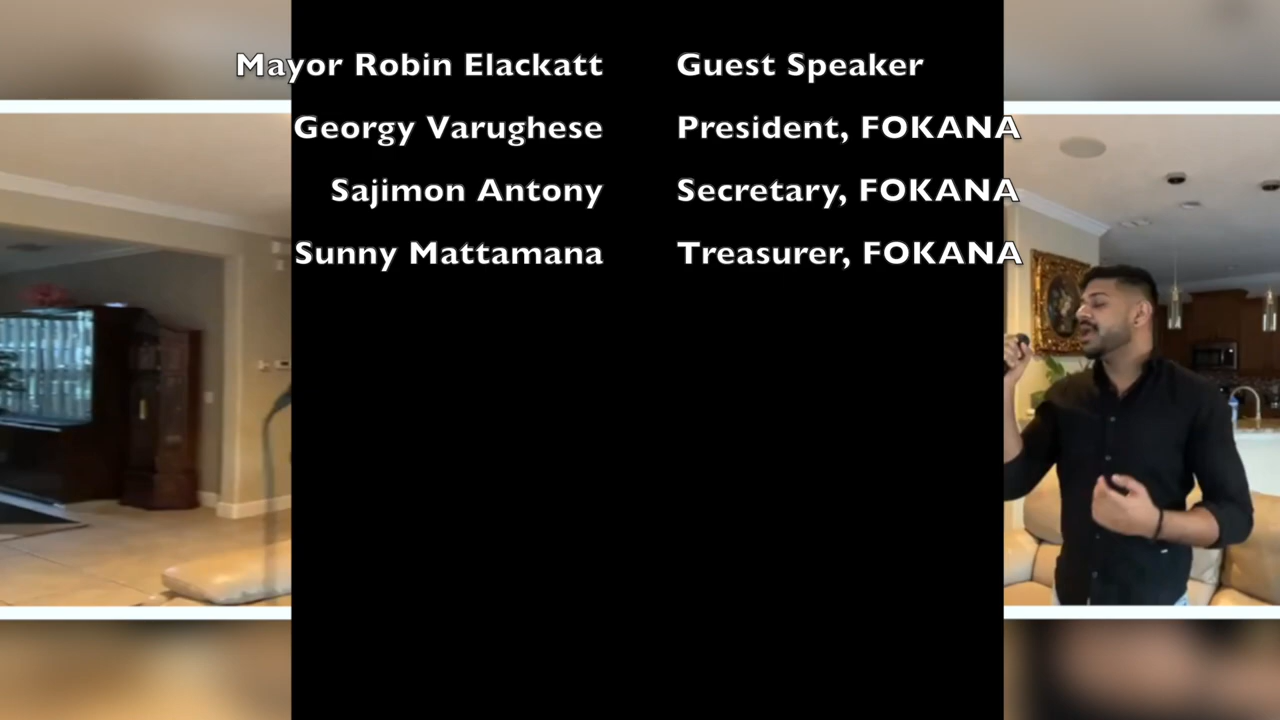 Mayor Robin Elackatt Guest Speaker
Georgy Varughese President, FOKANA
Sajimon Antony Secretary, FOKANA
Sunny Mattamana Treasurer, FOKANA